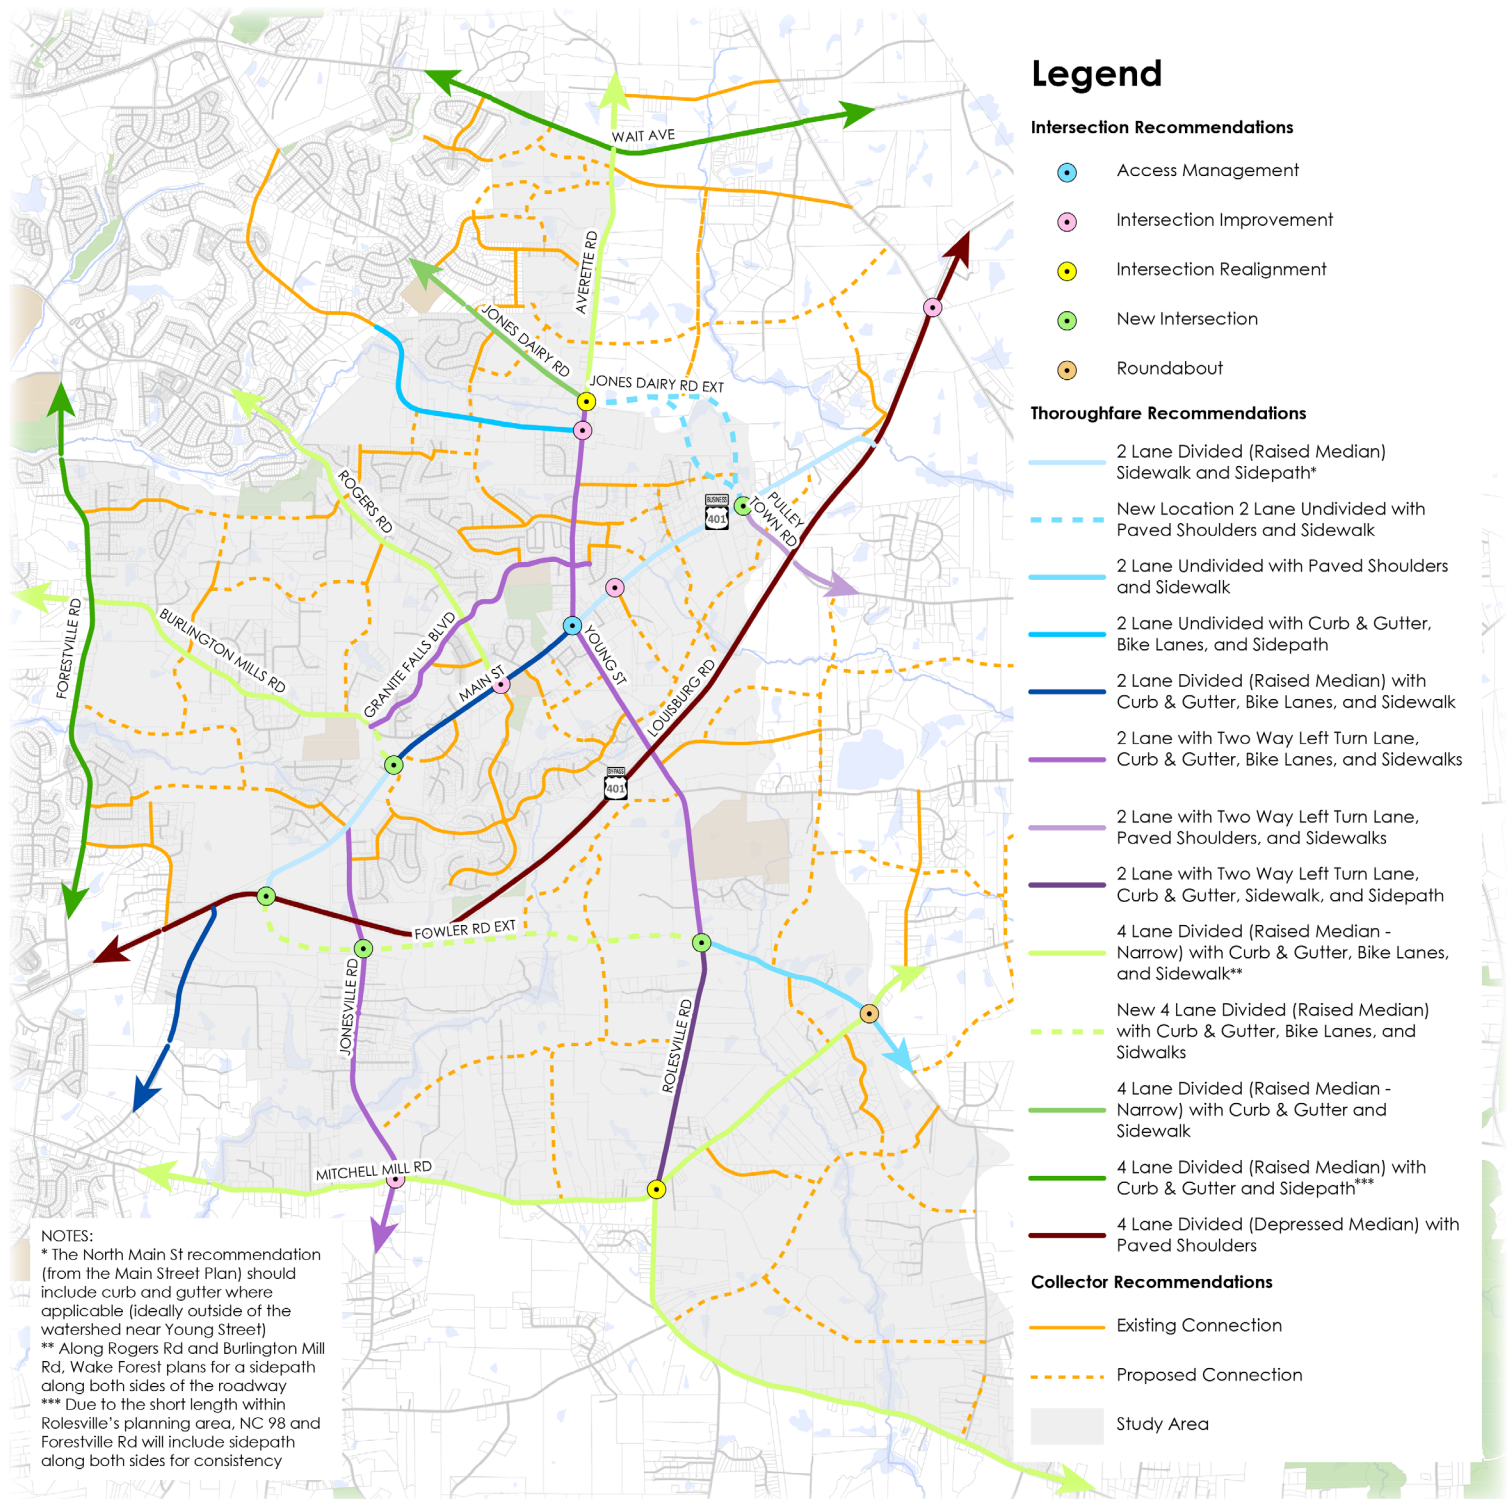 WAIT AVE
AVERETTE RD
JONES DAIRY RD
JONES DAIRY RD EXT
ROGERS RD
BUSINESS
401
PULLEY
TOWN RD
FORESTVILLE RD
BURLINGTON MILLS RD
GRANITE FALLS BLVD
MAIN ST
YOUNG ST
LOUISBURG RD
BYPASS
401
FOWLER RD EXT
JONESVILLE RD
ROLESVILLE RD
MITCHELL MILL RD
NOTES:
* The North Main St recommendation
(from the Main Street Plan) should
include curb and gutter where
applicable (ideally outside of the
watershed near Young Street)
** Along Rogers Rd and Burlington Mill
Rd, Wake Forest plans for a sidepath
along both sides of the roadway
*** Due to the short length within
Rolesville's planning area, NC 98 and
Forestville Rd will include sidepath
along both sides for consistency
Legend
Intersection Recommendations
Access Management
Intersection Improvement
Intersection Realignment
New Intersection
Roundabout
Thoroughfare Recommendations
2 Lane Divided (Raised Median)
Sidewalk and Sidepath*
New Location 2 Lane Undivided with
Paved Shoulders and Sidewalk
2 Lane Undivided with Paved Shoulders
and Sidewalk
2 Lane Undivided with Curb & Gutter,
Bike Lanes, and Sidepath
2 Lane Divided (Raised Median) with
Curb & Gutter, Bike Lanes, and Sidewalk
2 Lane with Two Way Left Turn Lane,
Curb & Gutter, Bike Lanes, and Sidewalks
2 Lane with Two Way Left Turn Lane,
Paved Shoulders, and Sidewalks
2 Lane with Two Way Left Turn Lane,
Curb & Gutter, Sidewalk, and Sidepath
4 Lane Divided (Raised Median -
Narrow) with Curb & Gutter, Bike Lanes,
and Sidewalk**
New 4 Lane Divided (Raised Median)
with Curb & Gutter, Bike Lanes, and
Sidwalks
4 Lane Divided (Raised Median -
Narrow) with Curb & Gutter and
Sidewalk
4 Lane Divided (Raised Median) with
Curb & Gutter and Sidepath***
4 Lane Divided (Depressed Median) with
Paved Shoulders
Collector Recommendations
Existing Connection
Proposed Connection
Study Area